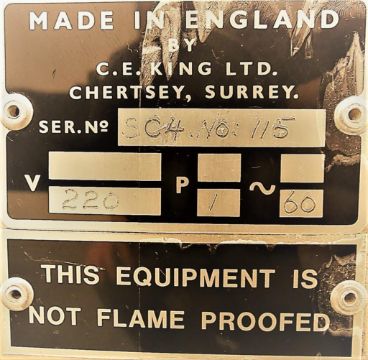 MADE IN ENGLAND
BY
C.E. KING LTD.
CHERTSEY, SURREY.
SER.Nº SC4.No: 115
V 220 P 1 ~ 60
THIS EQUIPMENT IS
NOT FLAME PROOFED